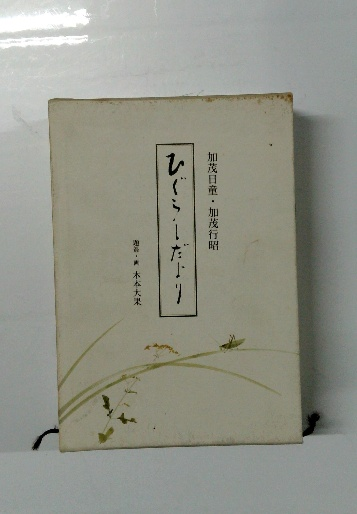 加茂日童・加茂行昭
ひぐらしだより
題簽・画 木本大果